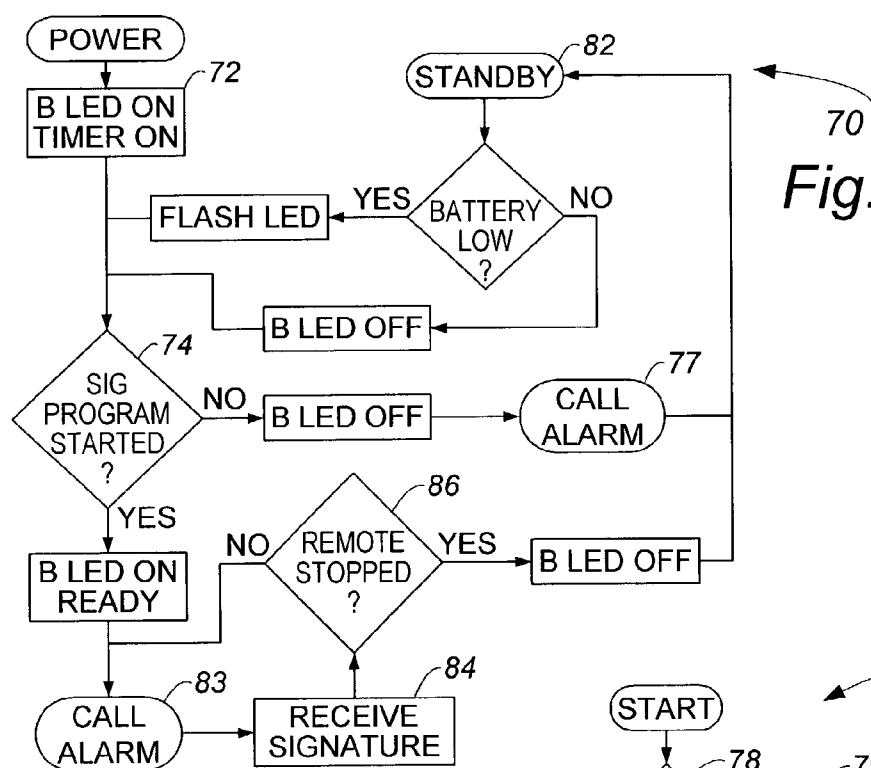 POWER
72
82
B LED ON
TIMER ON
STANDBY
70
Fig.
YES
NO
FLASH LED
BATTERY
LOW
?
B LED OFF
74
SIG
PROGRAM
STARTED
?
NO
B LED OFF
77
CALL
ALARM
YES
86
NO
REMOTE
STOPPED
?
YES
B LED OFF
B LED ON
READY
83
CALL
ALARM
84
RECEIVE
SIGNATURE
START
78